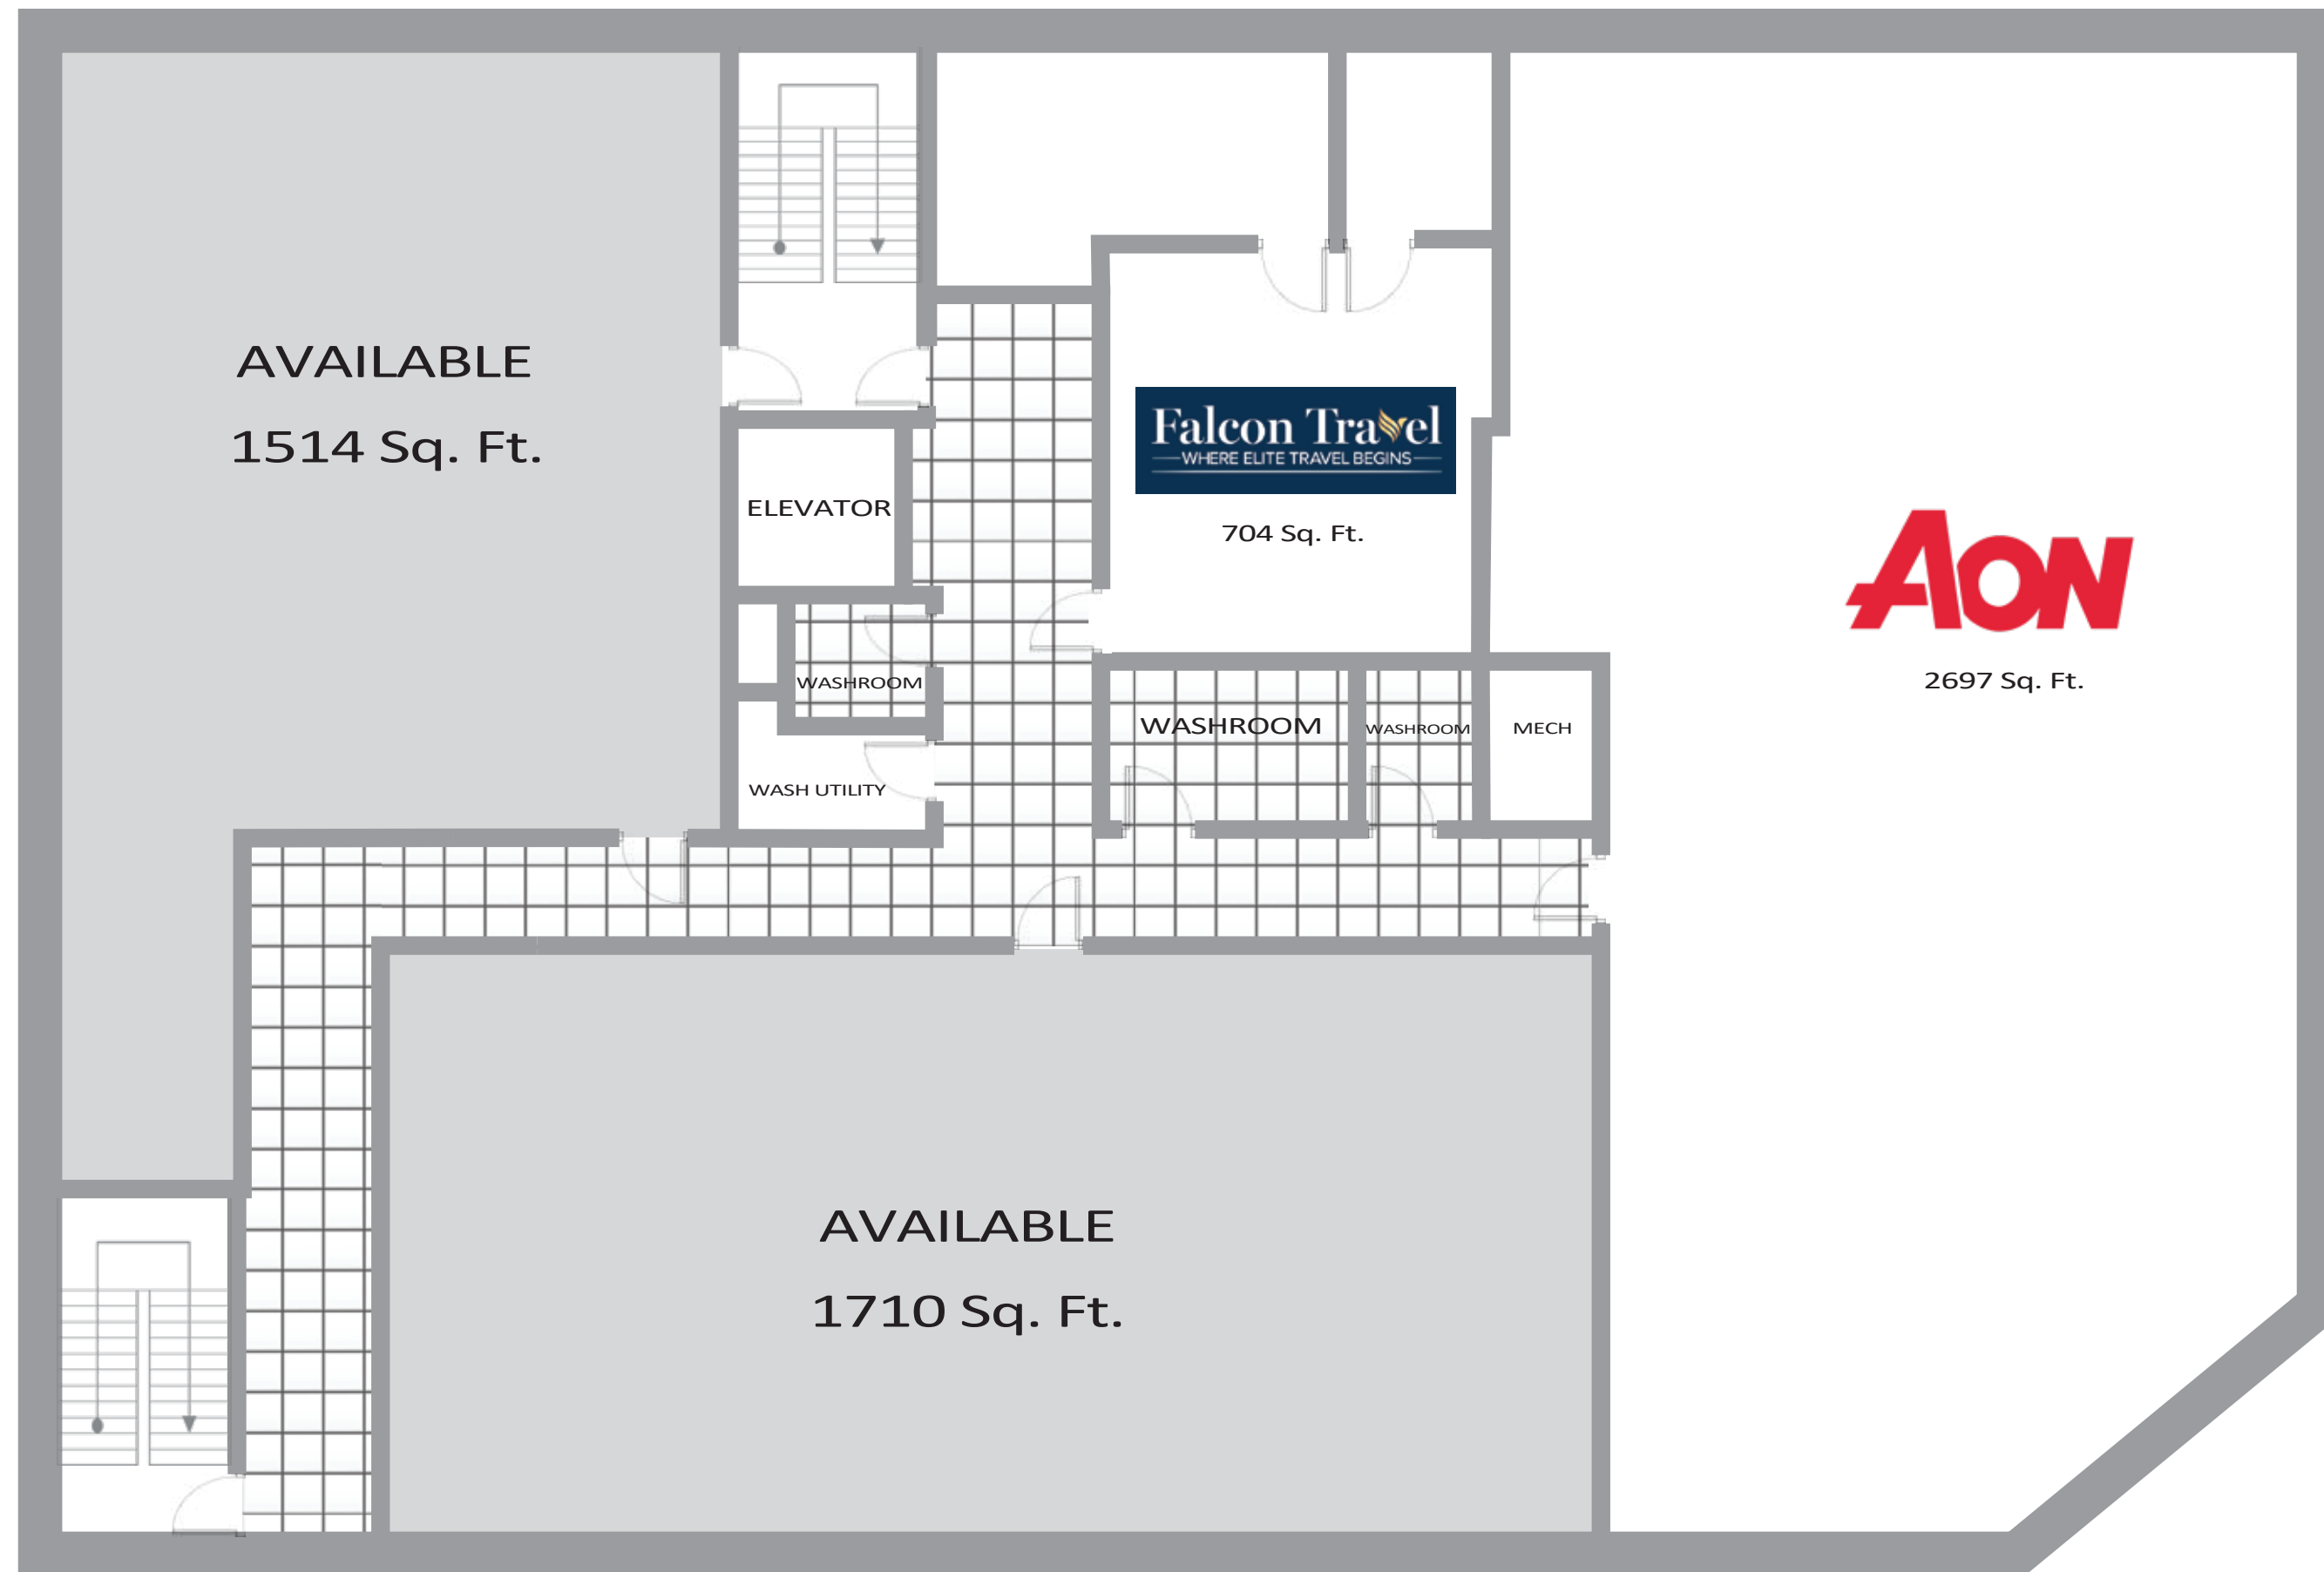 AVAILABLE
1514 Sq. Ft.
ELEVATOR
Falcon Travel
WHERE ELITE TRAVEL BEGINS
704 Sq. Ft.
AON
2697 Sq. Ft.
WASHROOM
WASHROOM
WASHROOM
MECH
WASH UTILITY
AVAILABLE
1710 Sq. Ft.